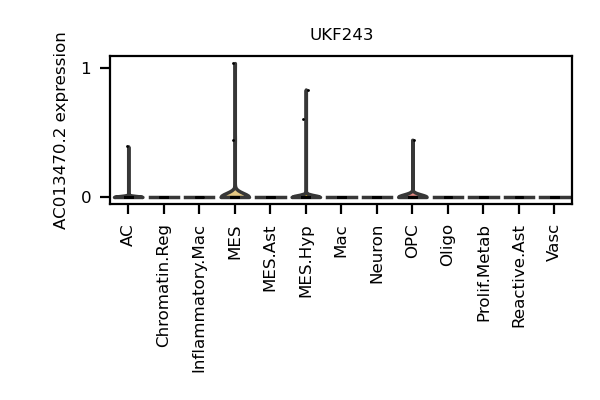 UKF243
AC013470.2 expression
1
0
AC
Chromatin.Reg
Inflammatory.Mac
MES
MES.Ast
MES.Hyp
Mac
Neuron
OPC
Oligo
Prolif.Metab
Reactive.Ast
Vasc